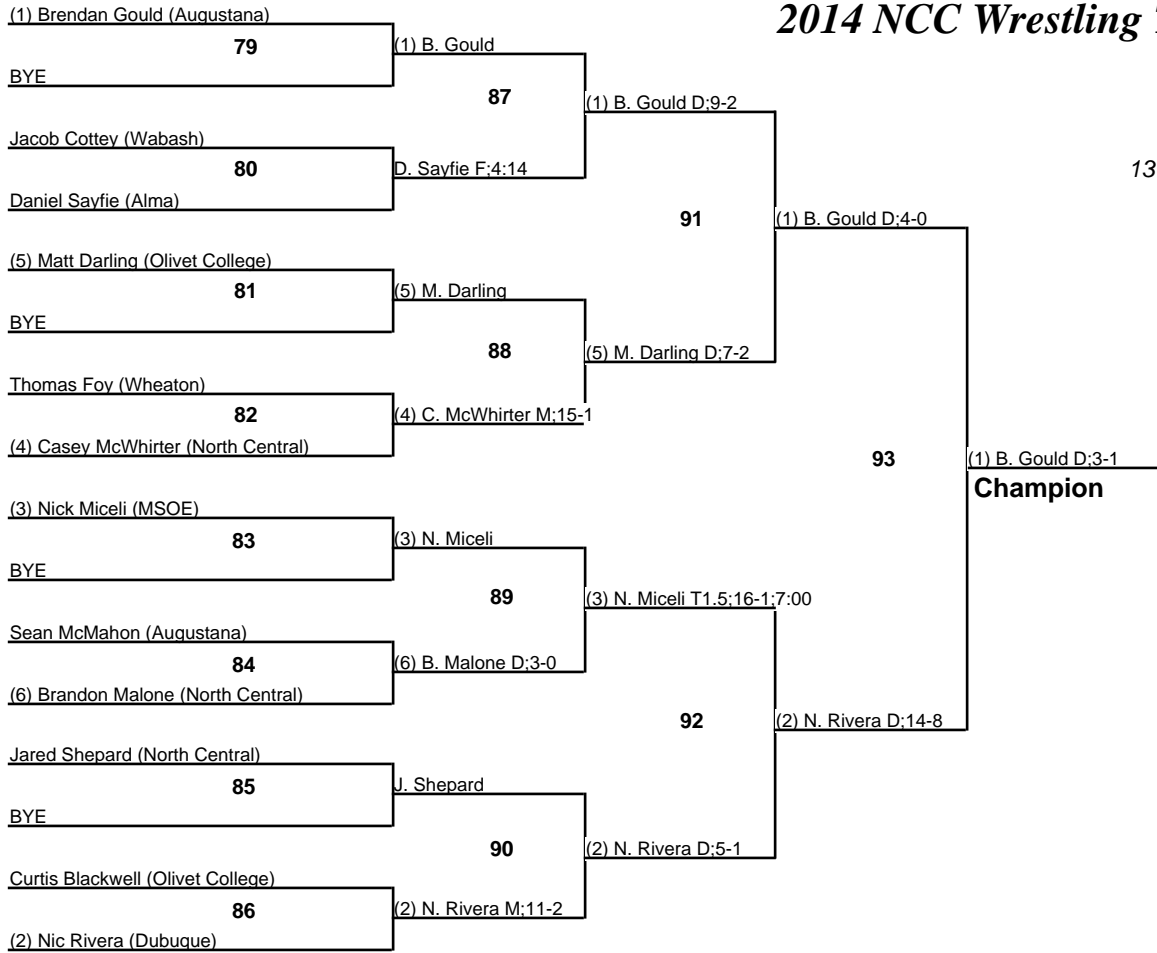 2014 NCC Wrestling
13
(1) Brendan Gould (Augustana)
79
BYE
(1) B. Gould
87
Jacob Cottey (Wabash)
80
Daniel Sayfie (Alma)
D. Sayfie F;4:14
(1) B. Gould D;9-2
91
(5) Matt Darling (Olivet College)
81
BYE
(5) M. Darling
88
Thomas Foy (Wheaton)
82
(4) Casey McWhirter (North Central)
(4) C. McWhirter M;15-1
(5) M. Darling D;7-2
(1) B. Gould D;4-0
93
(3) Nick Miceli (MSOE)
83
BYE
(3) N. Miceli
89
Sean McMahon (Augustana)
84
(6) Brandon Malone (North Central)
(6) B. Malone D;3-0
(3) N. Miceli T1.5;16-1;7:00
92
Jared Shepard (North Central)
85
BYE
J. Shepard
90
Curtis Blackwell (Olivet College)
86
(2) Nic Rivera (Dubuque)
(2) N. Rivera M;11-2
(2) N. Rivera D;5-1
(2) N. Rivera D;14-8
(1) B. Gould D;3-1
Champion